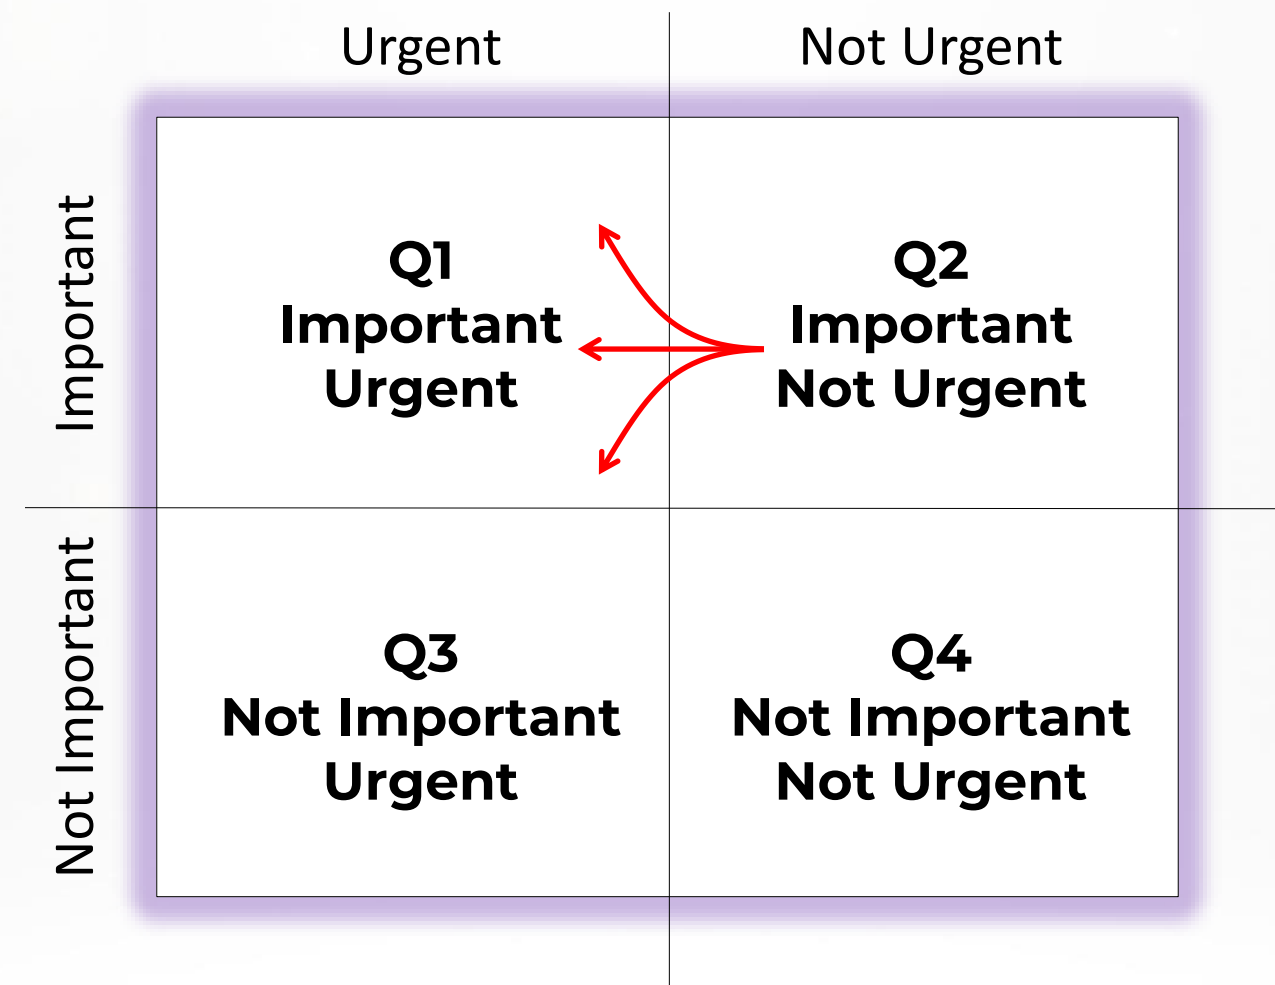 Urgent
Not Urgent
Important
Q1
Important
Urgent
Q2
Important
Not Urgent
Not Important
Q3
Not Important
Urgent
Q4
Not Important
Not Urgent